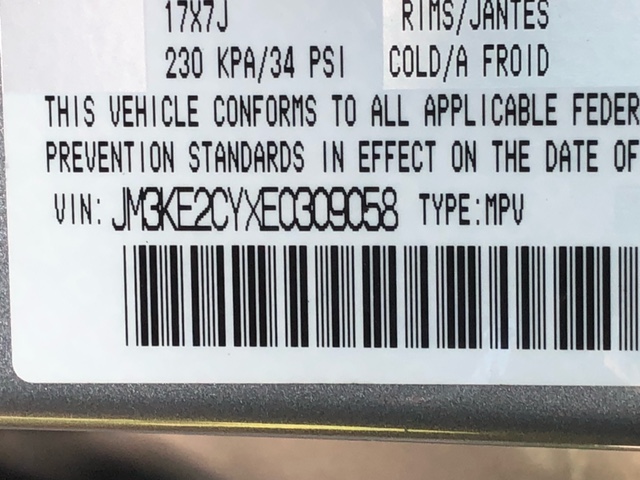 17X7J RIMS/JANTES
230 KPA/34 PSI COLD/A FROID
THIS VEHICLE CONFORMS TO ALL APPLICABLE FEDER
PREVENTION STANDARDS IN EFFECT ON THE DATE OF
VIN: JM3KE2CYXE0309058 TYPE:MPV